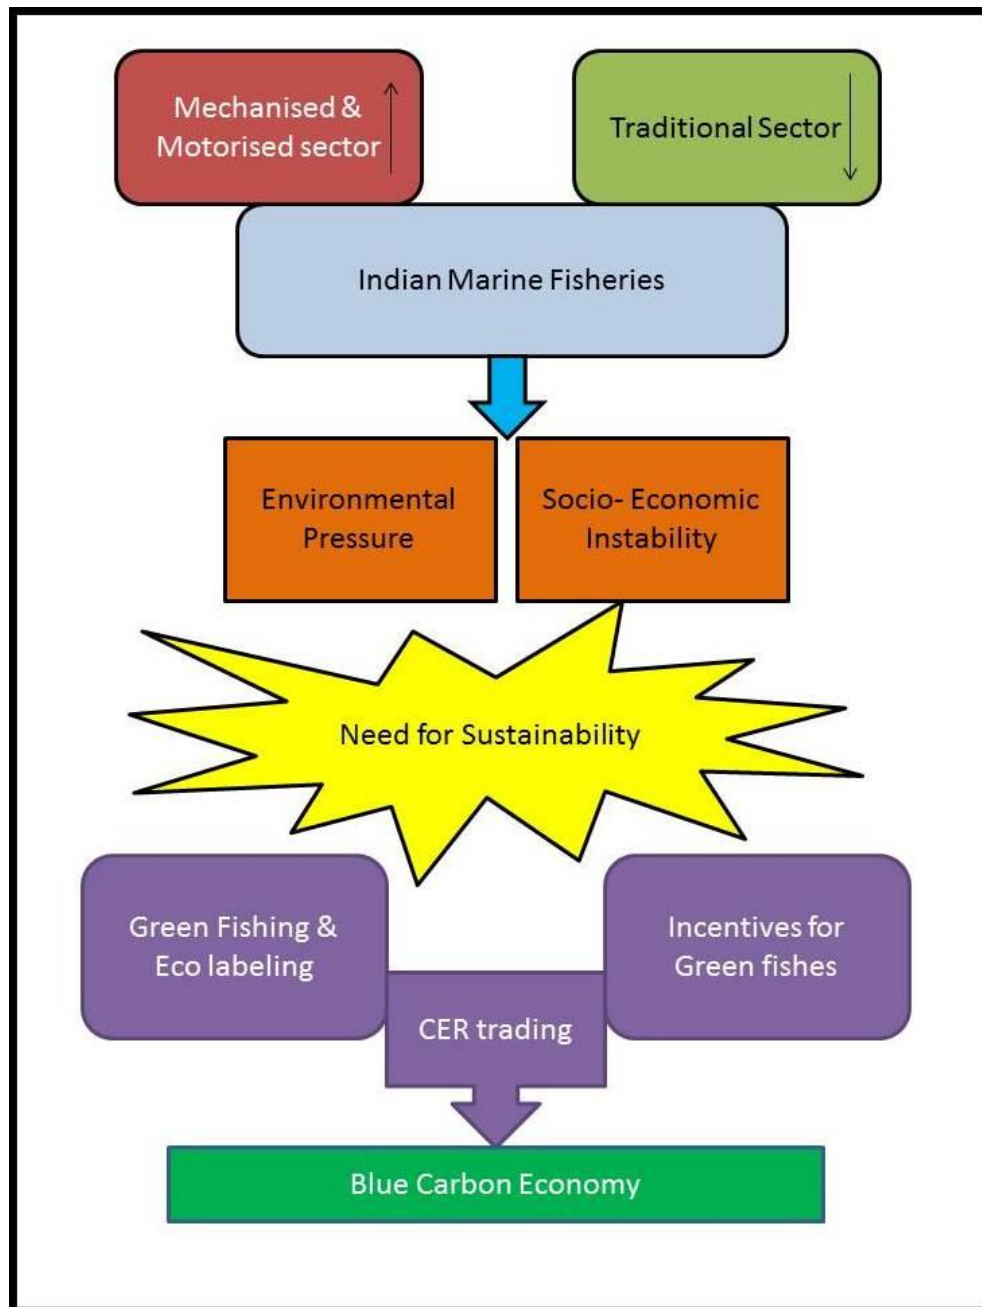 Mechanised &
Motorised sector
Traditional Sector
Indian Marine Fisheries
Environmental
Pressure
Socio- Economic
Instability
Need for Sustainability
Green Fishing &
Eco labeling
Incentives for
Green fishes
CER trading
Blue Carbon Economy